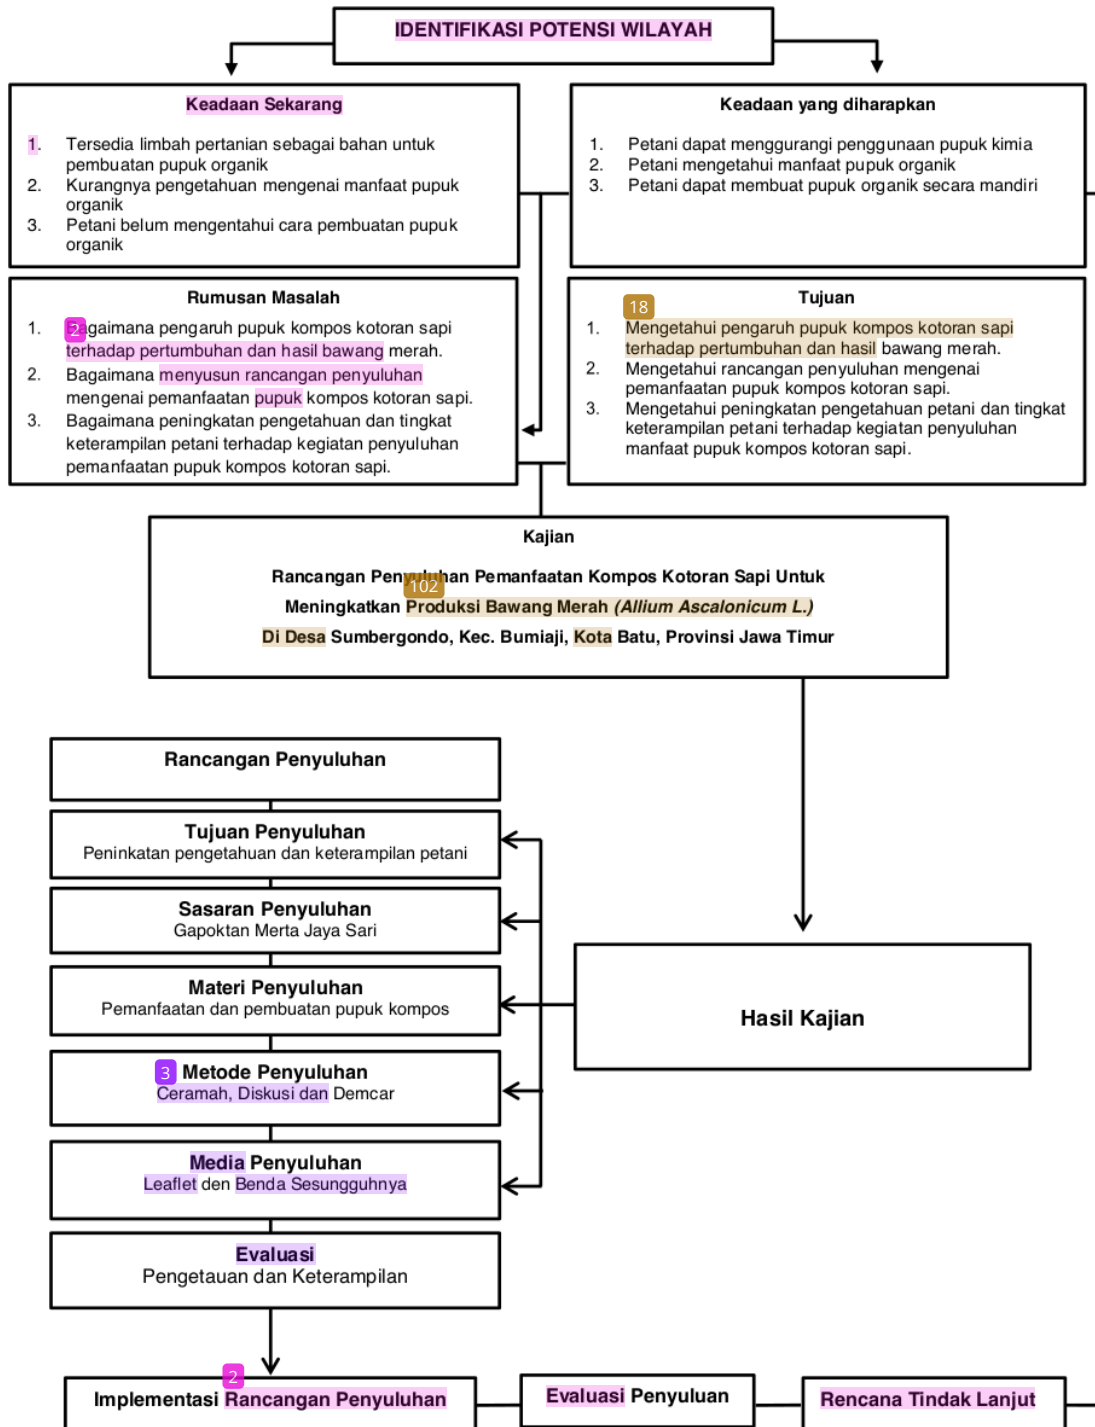 IDENTIFIKASI POTENSI WILAYAH
Keadaan Sekarang
1. Tersedia limbah pertanian sebagai bahan untuk
pembuatan pupuk organik
2. Kurangnya pengetahuan mengenai manfaat pupuk
organik
3. Petani belum mengentahui cara pembuatan pupuk
organik
Keadaan yang diharapkan
1. Petani dapat menggurangi penggunaan pupuk kimia
2. Petani mengetahui manfaat pupuk organik
3. Petani dapat membuat pupuk organik secara mandiri
Rumusan Masalah
2
1. Bagaimana pengaruh pupuk kompos kotoran sapi
terhadap pertumbuhan dan hasil bawang merah.
2. Bagaimana menyusun rancangan penyuluhan
mengenai pemanfaatan pupuk kompos kotoran sapi.
3. Bagaimana peningkatan pengetahuan dan tingkat
keterampilan petani terhadap kegiatan penyuluhan
pemanfaatan pupuk kompos kotoran sapi.
Tujuan
18
1. Mengetahui pengaruh pupuk kompos kotoran sapi
terhadap pertumbuhan dan hasil bawang merah.
2. Mengetahui rancangan penyuluhan mengenai
pemanfaatan pupuk kompos kotoran sapi.
3. Mengetahui peningkatan pengetahuan petani dan tingkat
keterampilan petani terhadap kegiatan penyuluhan
manfaat pupuk kompos kotoran sapi.
Kajian
Rancangan Penyuluhan Pemanfaatan Kompos Kotoran Sapi Untuk
102
Meningkatkan Produksi Bawang Merah (Allium Ascalonicum L.)
Di Desa Sumbergondo, Kec. Bumiaji, Kota Batu, Provinsi Jawa Timur
Rancangan Penyuluhan
Tujuan Penyuluhan
Peninkatan pengetahuan dan keterampilan petani
Sasaran Penyuluhan
Gapoktan Merta Jaya Sari
Materi Penyuluhan
Pemanfaatan dan pembuatan pupuk kompos
3 Metode Penyuluhan
Ceramah, Diskusi dan Demcar
Media Penyuluhan
Leaflet den Benda Sesungguhnya
Evaluasi
Pengetauan dan Keterampilan
Hasil Kajian
2
Implementasi Rancangan Penyuluhan
Evaluasi Penyuluan
Rencana Tindak Lanjut